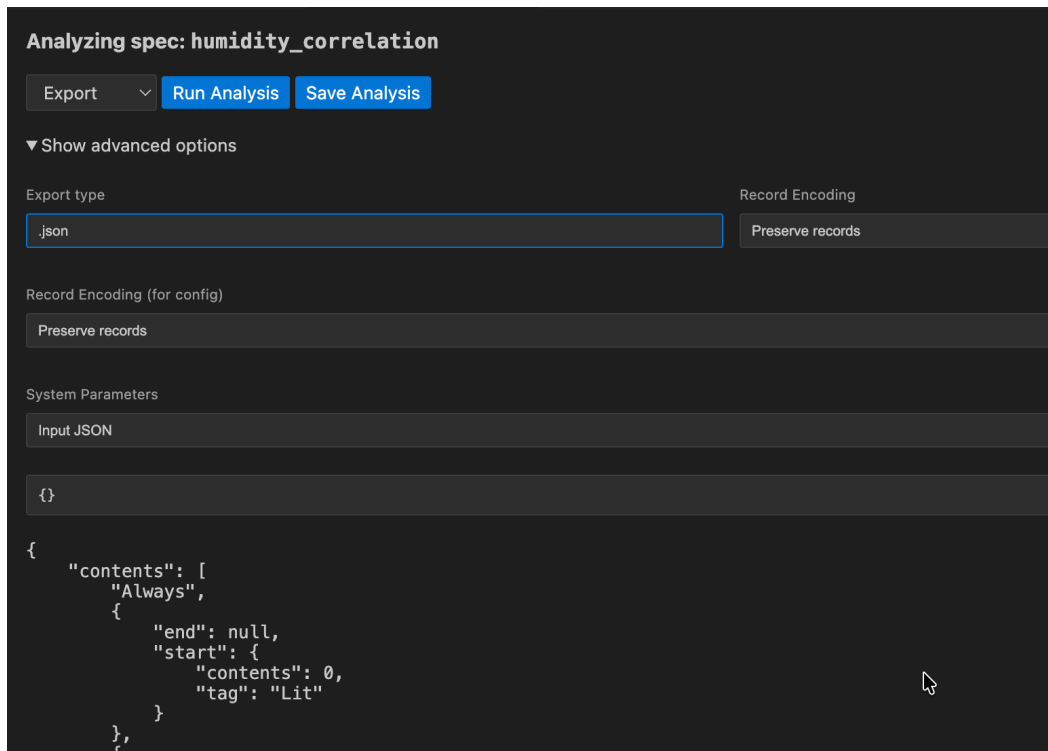 Analyzing spec: humidity_correlation
Export Run Analysis Save Analysis
▼ Show advanced options
Export type Record Encoding
.json Preserve records
Record Encoding (for config)
Preserve records
System Parameters
Input JSON
{}
{
    "contents": [
        "Always",
        {
            "end": null,
            "start": {
                "contents": 0,
                "tag": "Lit"
            }
        },
        {